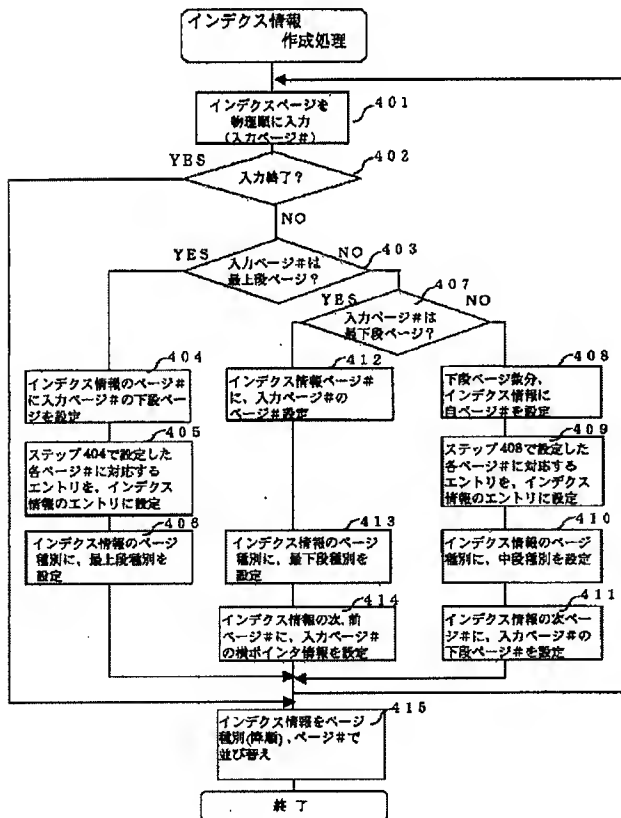 インデクス情報
作成処理
401
インデクスページを
物理順に入力
(入力ページ#)
402
YES
入力終了?
NO
403
YES
NO
入力ページ#は
最上段ページ?
407
YES
NO
入力ページ#は
最下段ページ?
404
インデクス情報のページ#
に入力ページ#の下段ペー
ジを設定
412
インデクス情報ページ#
に、入力ページ#の
ページ#設定
408
下段ページ数分、
インデクス情報に
自ページ#を設定
405
ステップ404で設定した
各ページ#に対応する
エントリを、インデクス
情報のエントリに設定
409
ステップ408で設定した
各ページ#に対応する
エントリを、インデクス
情報のエントリに設定
406
インデクス情報のページ
種別に、最上段種別を
設定
413
インデクス情報のページ
種別に、最下段種別を
設定
410
インデクス情報のページ
種別に、中段種別を設定
414
インデクス情報の次、前
ページ#に、入力ページ#
の横ポインタ情報を設定
411
インデクス情報の次ペー
ジ#に、入力ページ#の
下段ページ#を設定
415
インデクス情報をページ
種別(降順)、ページ#で
並び替え
終了